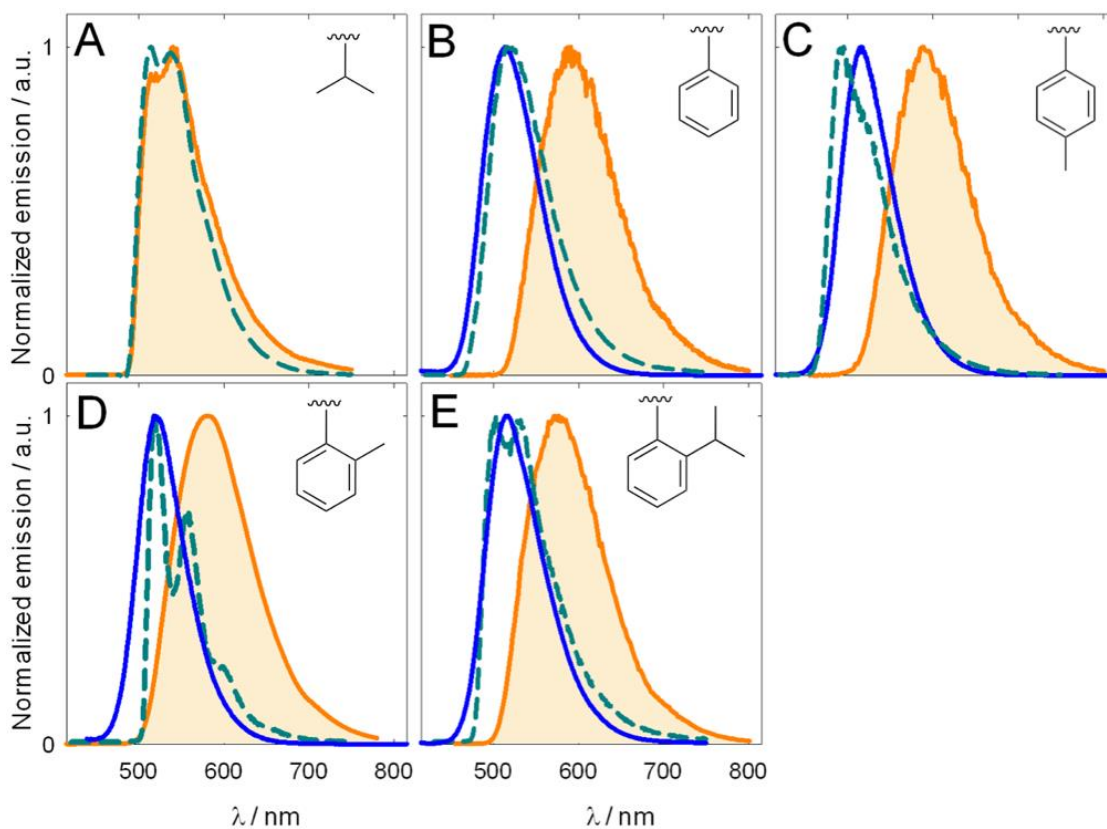 A
B
C
Normalized emission / a.u.
1
0
D
E
Normalized emission / a.u.
1
0
500
600
700
800
500
600
700
800
λ / nm
λ / nm